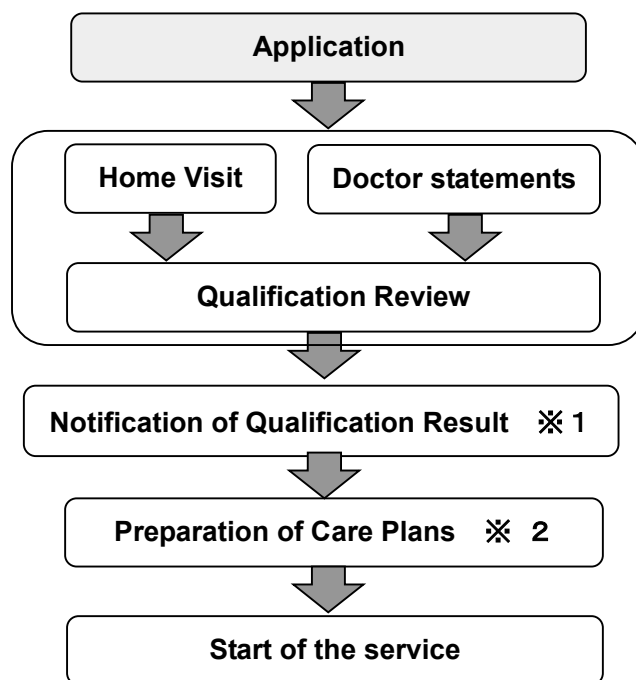 Application
Home Visit
Doctor statements
Qualification Review
Notification of Qualification Result ※１
Preparation of Care Plans ※ ２
Start of the service